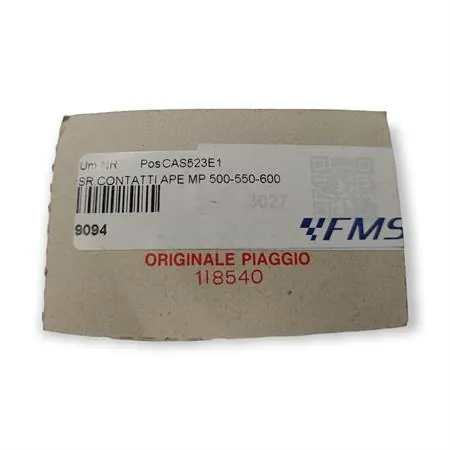 Um NR PosCAS523E1
SR CONTATTI APE MP 500-550-600
3027
9094
FMS
ORIGINALE PIAGGIO
118540